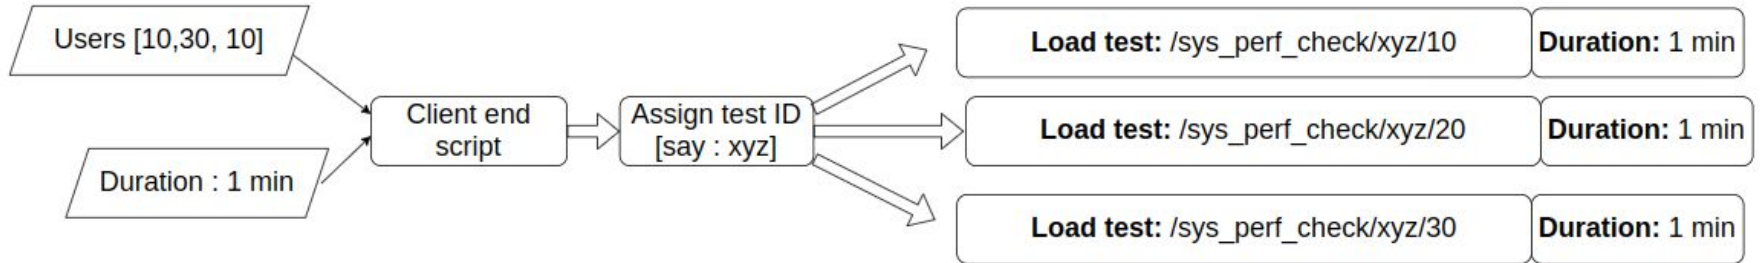 Users [10,30, 10]
Duration : 1 min
Client end
script
Assign test ID
[say : xyz]
Load test: /sys_perf_check/xyz/10
Duration: 1 min
Load test: /sys_perf_check/xyz/20
Duration: 1 min
Load test: /sys_perf_check/xyz/30
Duration: 1 min